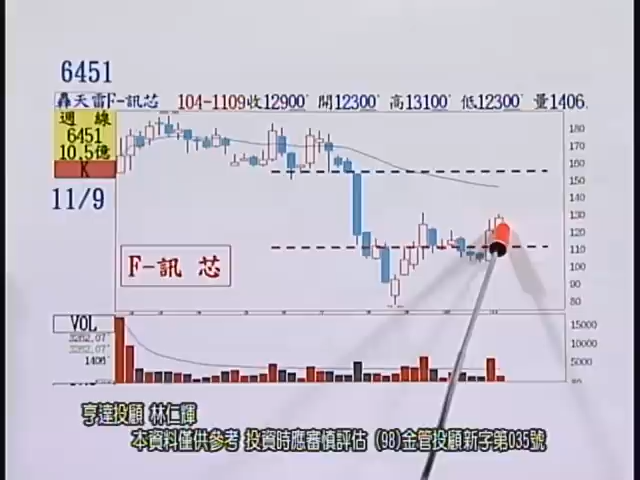 6451
轟天雷F-訊芯 104-1109收12900 開12300 高13100 低12300 量1406.
週 線
6451
10.5億
K
11/9
180
170
160
150
140
130
120
110
100
90
80
F-訊 芯
VOL
3262.07
3262.07
1406
15000
10000
5000
亨達投顧 林仁輝
本資料僅供參考 投資時應審慎評估 (98)金管投顧新字第035號